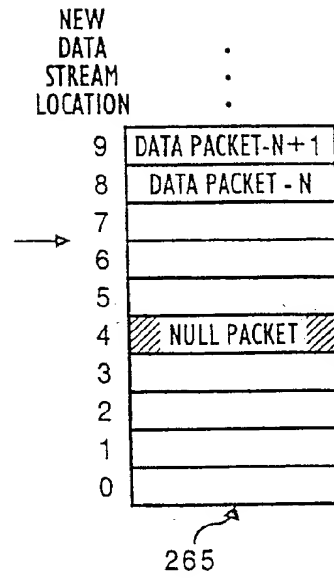 NEW
DATA
STREAM
LOCATION
9 DATA PACKET-N+1
8 DATA PACKET - N
7
6
5
4 NULL PACKET
3
2
1
0
265